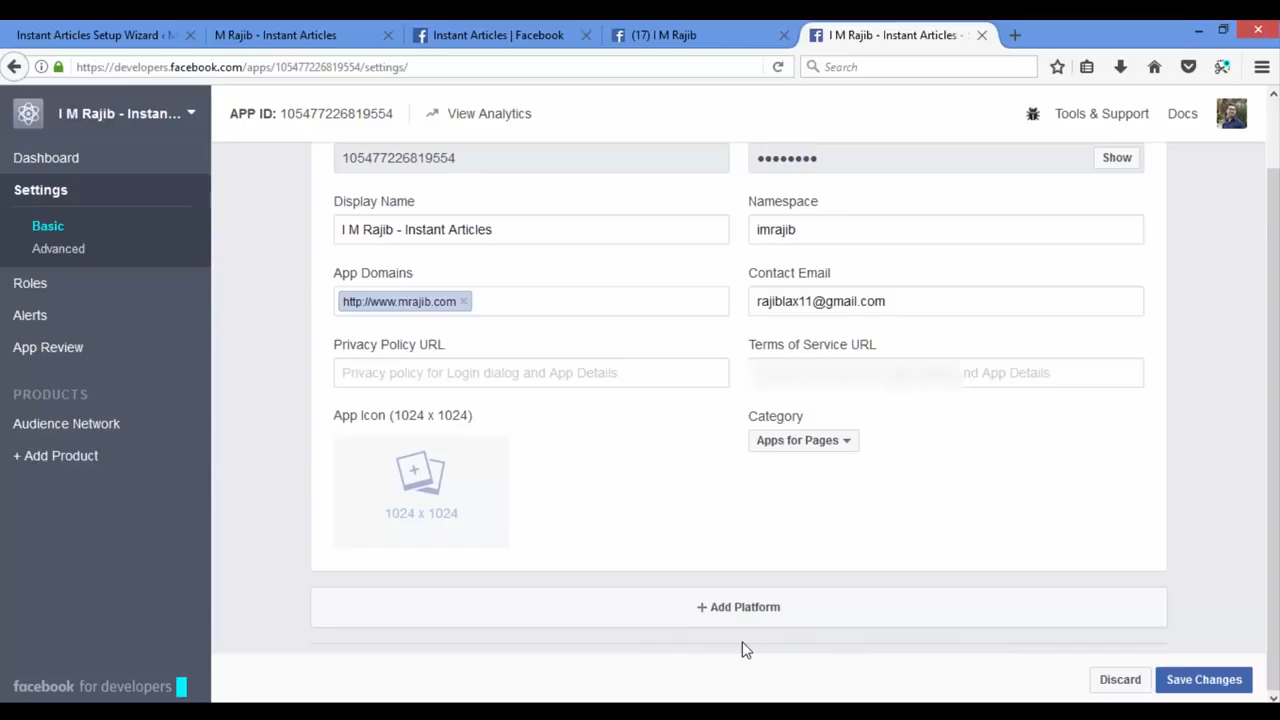 Instant Articles Setup Wizard ‹ M
M Rajib - Instant Articles
Instant Articles | Facebook
(17) I M Rajib
I M Rajib - Instant Articles -
https://developers.facebook.com/apps/105477226819554/settings/
Search
I M Rajib - Instan...
APP ID: 105477226819554
View Analytics
Tools & Support
Docs
Dashboard
Settings
Basic
Advanced
Roles
Alerts
App Review
PRODUCTS
Audience Network
+ Add Product
facebook for developers
105477226819554
●●●●●●●●
Show
Display Name
Namespace
I M Rajib - Instant Articles
imrajib
App Domains
Contact Email
http://www.mrajib.com ×
rajiblax11@gmail.com
Privacy Policy URL
Terms of Service URL
Privacy policy for Login dialog and App Details
nd App Details
App Icon (1024 x 1024)
Category
Apps for Pages
1024 x 1024
+ Add Platform
Discard
Save Changes